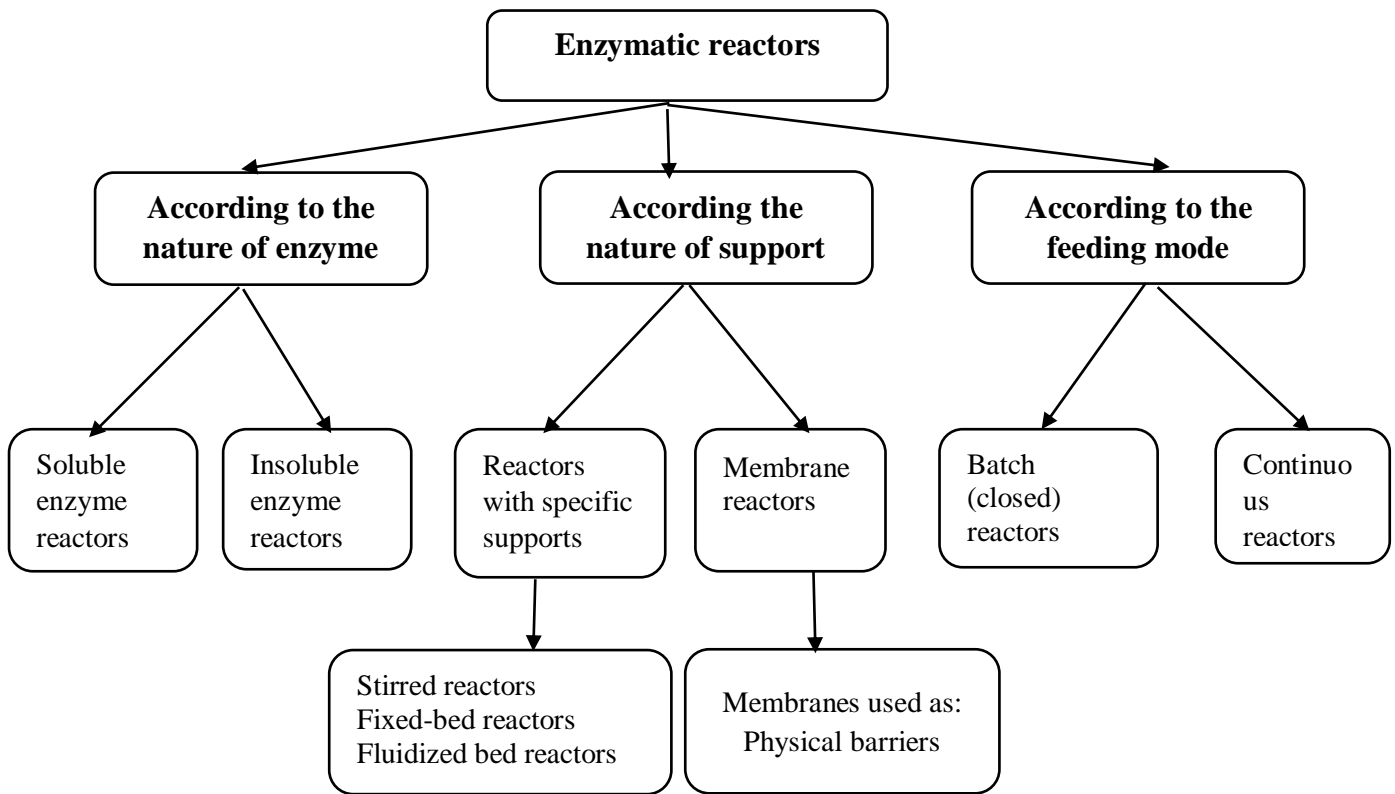 Enzymatic reactors
According to the
nature of enzyme
According the
nature of support
According to the
feeding mode
Soluble
enzyme
reactors
Insoluble
enzyme
reactors
Reactors
with specific
supports
Membrane
reactors
Batch
(closed)
reactors
Continuo
us
reactors
Stirred reactors
Fixed-bed reactors
Fluidized bed reactors
Membranes used as:
Physical barriers